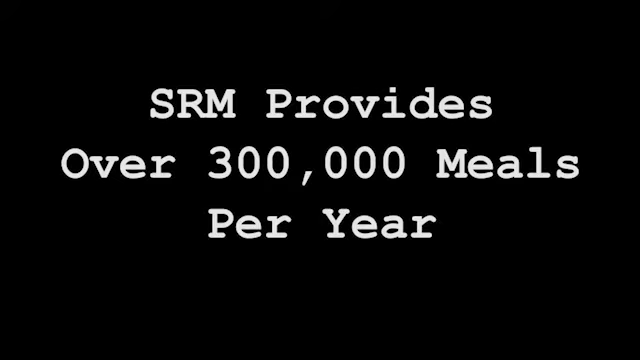 SRM Provides
Over 300,000 Meals
Per Year